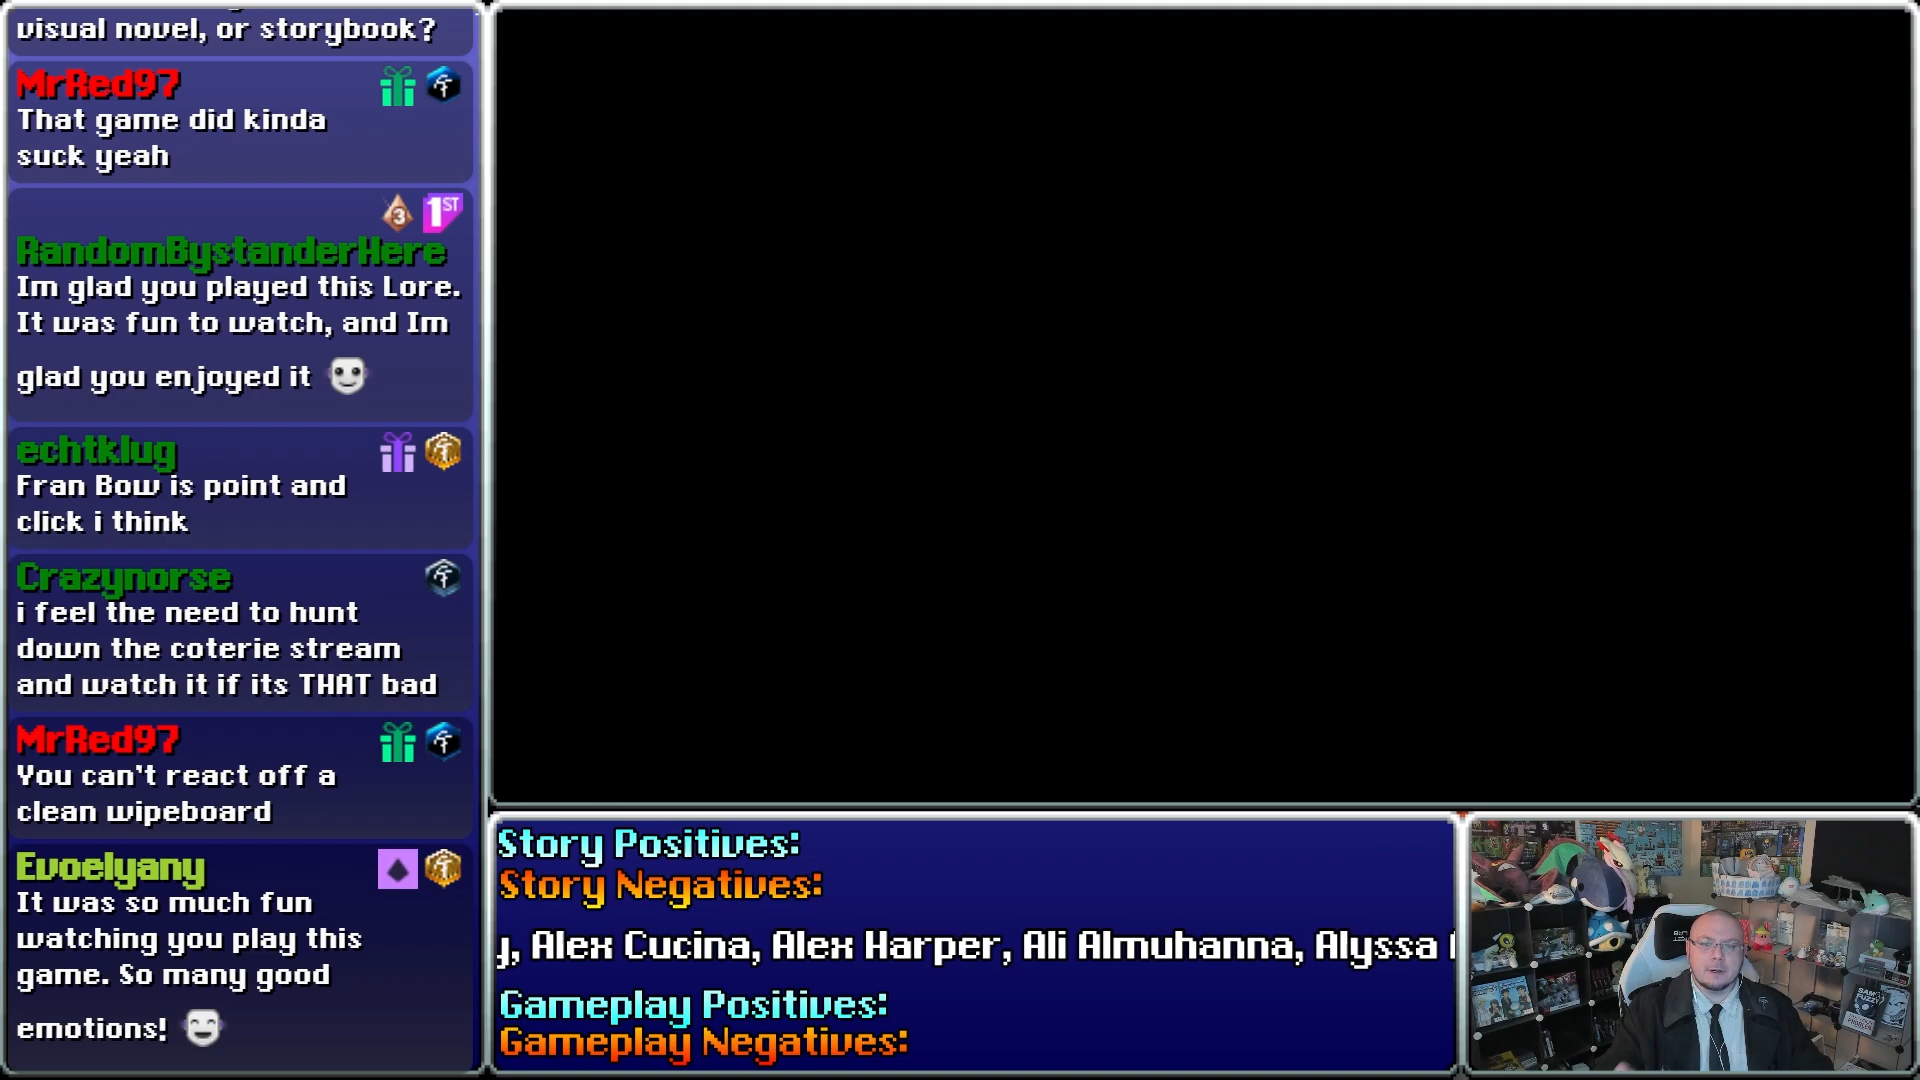 visual novel, or storybook?
MrRed97
That game did kinda
suck yeah
3 1ST
RandomBystanderHere
Im glad you played this Lore.
It was fun to watch, and Im
glad you enjoyed it
echtklug
Fran Bow is point and
click i think
Crazynorse
i feel the need to hunt
down the coterie stream
and watch it if its THAT bad
MrRed97
You can't react off a
clean wipeboard
Evoelyany
It was so much fun
watching you play this
game. So many good
emotions!
Story Positives:
Story Negatives:
y, Alex Cucina, Alex Harper, Ali Almuhanna, Alyssa
Gameplay Positives:
Gameplay Negatives: